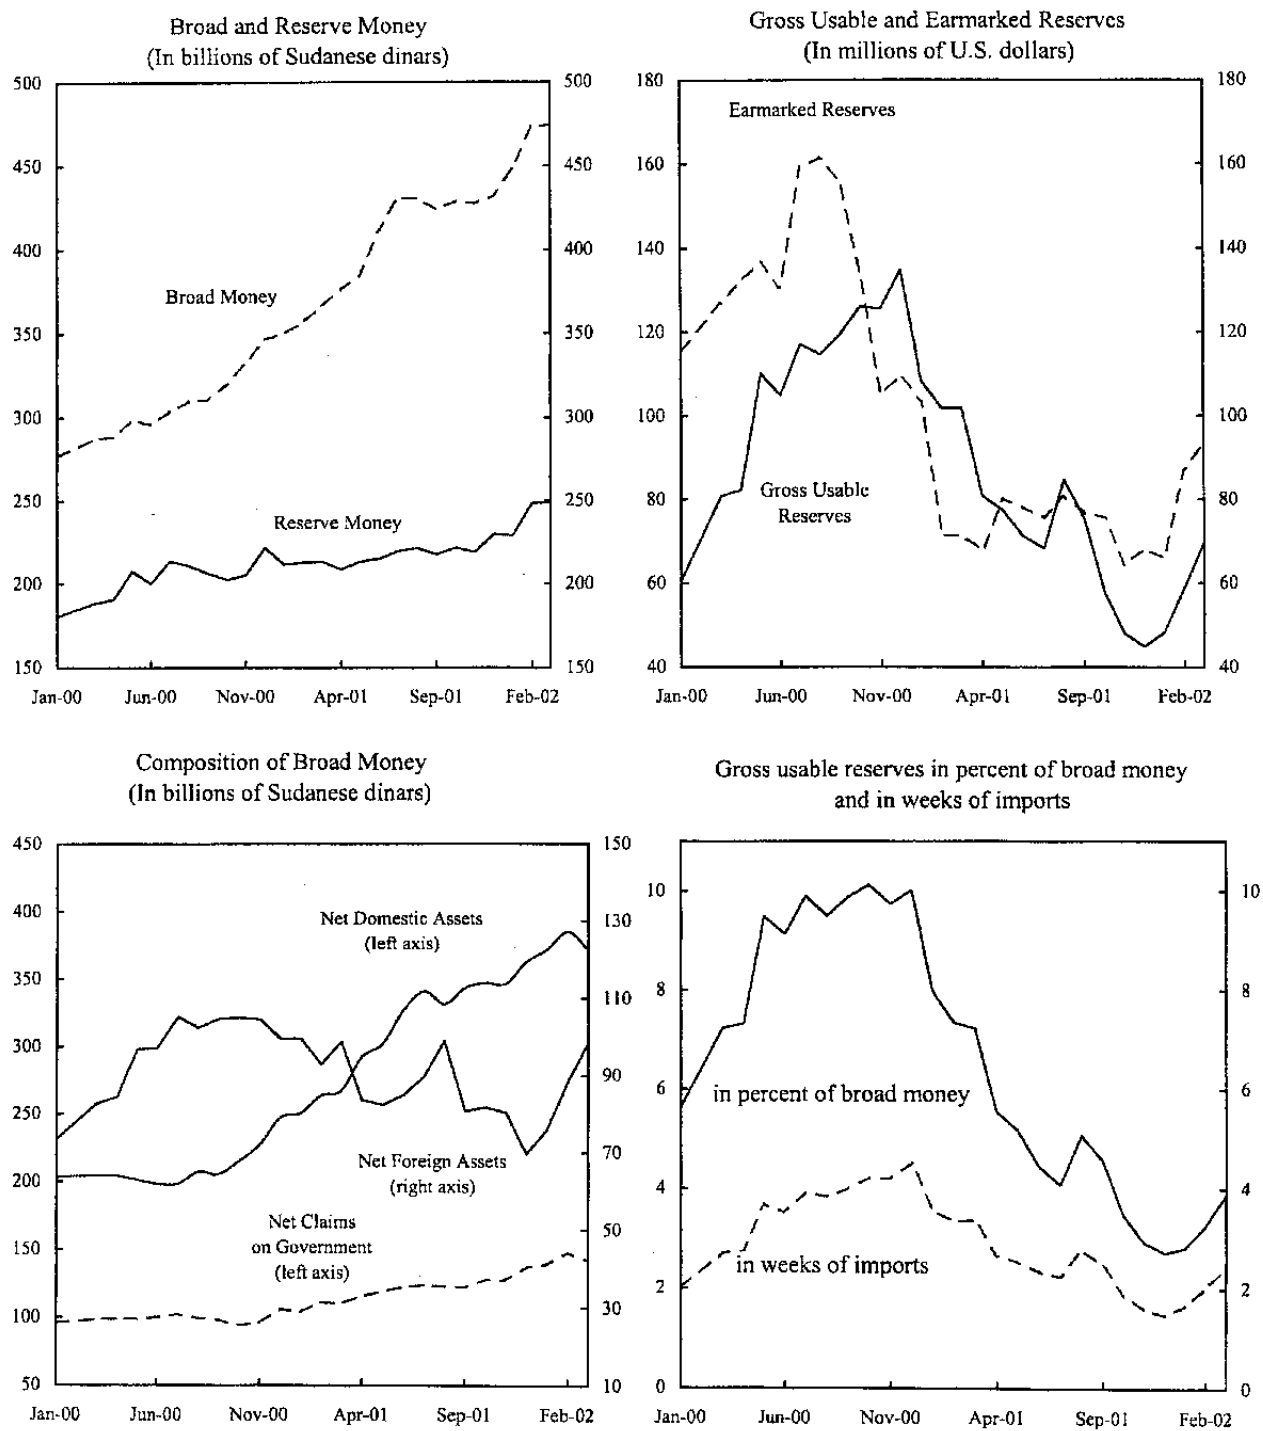 Broad and Reserve Money
(In billions of Sudanese dinars)
500
450
400
350
300
250
200
150
500
450
400
350
300
250
200
150
Broad Money
Reserve Money
Jan-00 Jun-00 Nov-00 Apr-01 Sep-01 Feb-02
Gross Usable and Earmarked Reserves
(In millions of U.S. dollars)
180
160
140
120
100
80
60
40
180
160
140
120
100
80
60
40
Earmarked Reserves
Gross Usable
Reserves
Jan-00 Jun-00 Nov-00 Apr-01 Sep-01 Feb-02
Composition of Broad Money
(In billions of Sudanese dinars)
450
400
350
300
250
200
150
100
50
150
130
110
90
70
50
30
10
Net Domestic Assets
(left axis)
Net Foreign Assets
(right axis)
Net Claims
on Government
(left axis)
Jan-00 Jun-00 Nov-00 Apr-01 Sep-01 Feb-02
Gross usable reserves in percent of broad money
and in weeks of imports
10
8
6
4
2
0
10
8
6
4
2
0
in percent of broad money
in weeks of imports
Jan-00 Jun-00 Nov-00 Apr-01 Sep-01 Feb-02